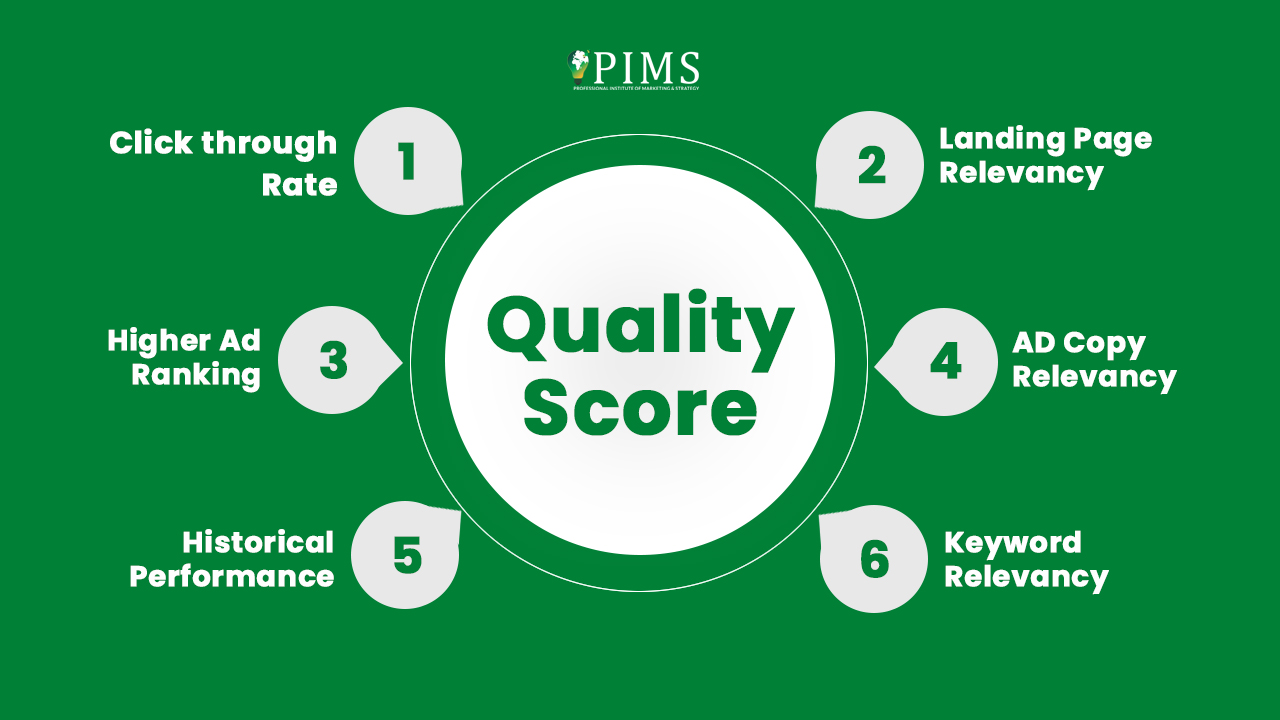 PIMS
PROFESSIONAL INSTITUTE OF MARKETING & STRATEGY
Click through
Rate
1
2
Landing Page
Relevancy
Higher Ad
Ranking
3
Quality
Score
4
AD Copy
Relevancy
Historical
Performance
5
6
Keyword
Relevancy